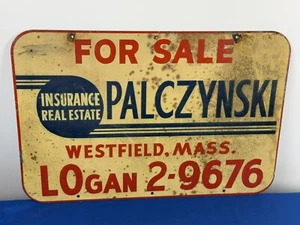 FOR SALE
INSURANCE
REAL ESTATE
PALCZYNSKI
WESTFIELD, MASS.
LOgan 2-9676